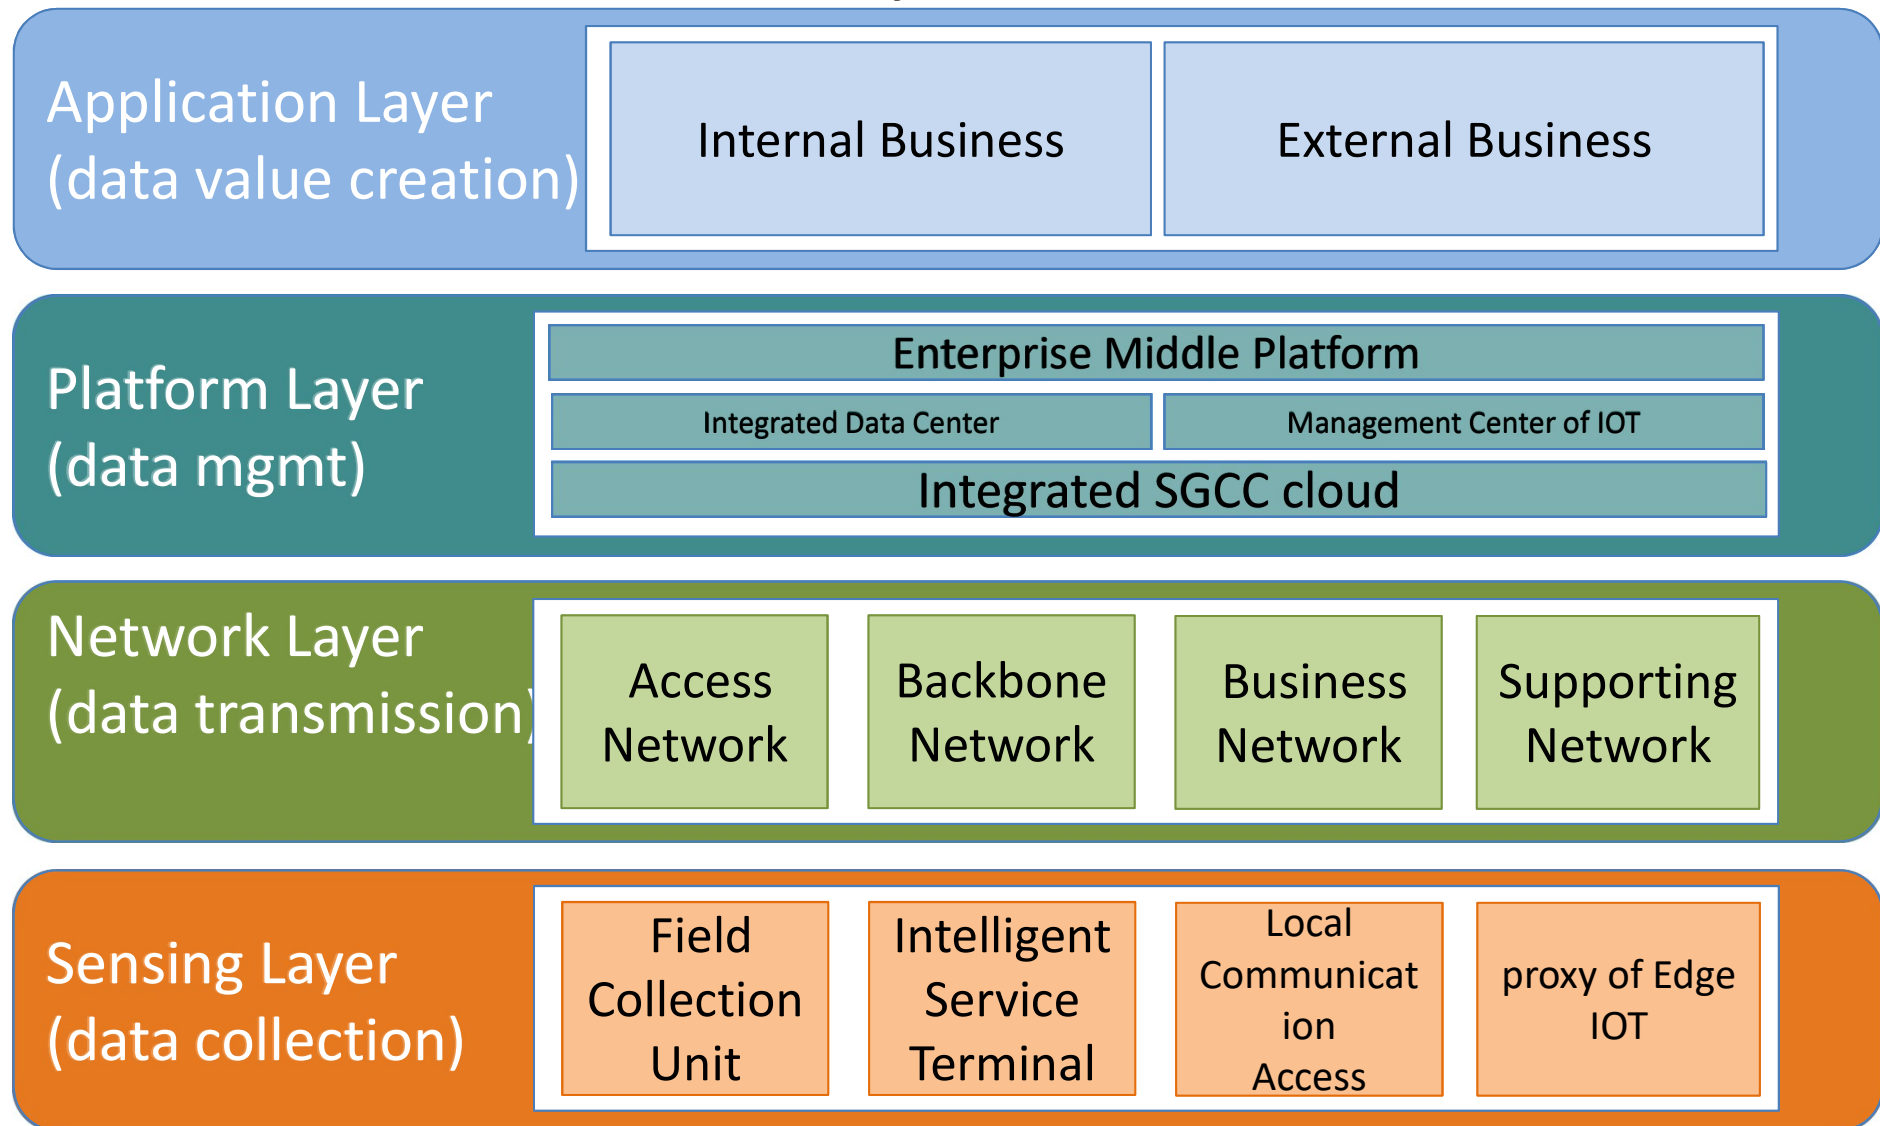 Application Layer
(data value creation)
Internal Business
External Business
Platform Layer
(data mgmt)
Enterprise Middle Platform
Integrated Data Center
Management Center of IOT
Integrated SGCC cloud
Network Layer
(data transmission)
Access
Network
Backbone
Network
Business
Network
Supporting
Network
Sensing Layer
(data collection)
Field
Collection
Unit
Intelligent
Service
Terminal
Local
Communicat
ion
Access
proxy of Edge
IOT